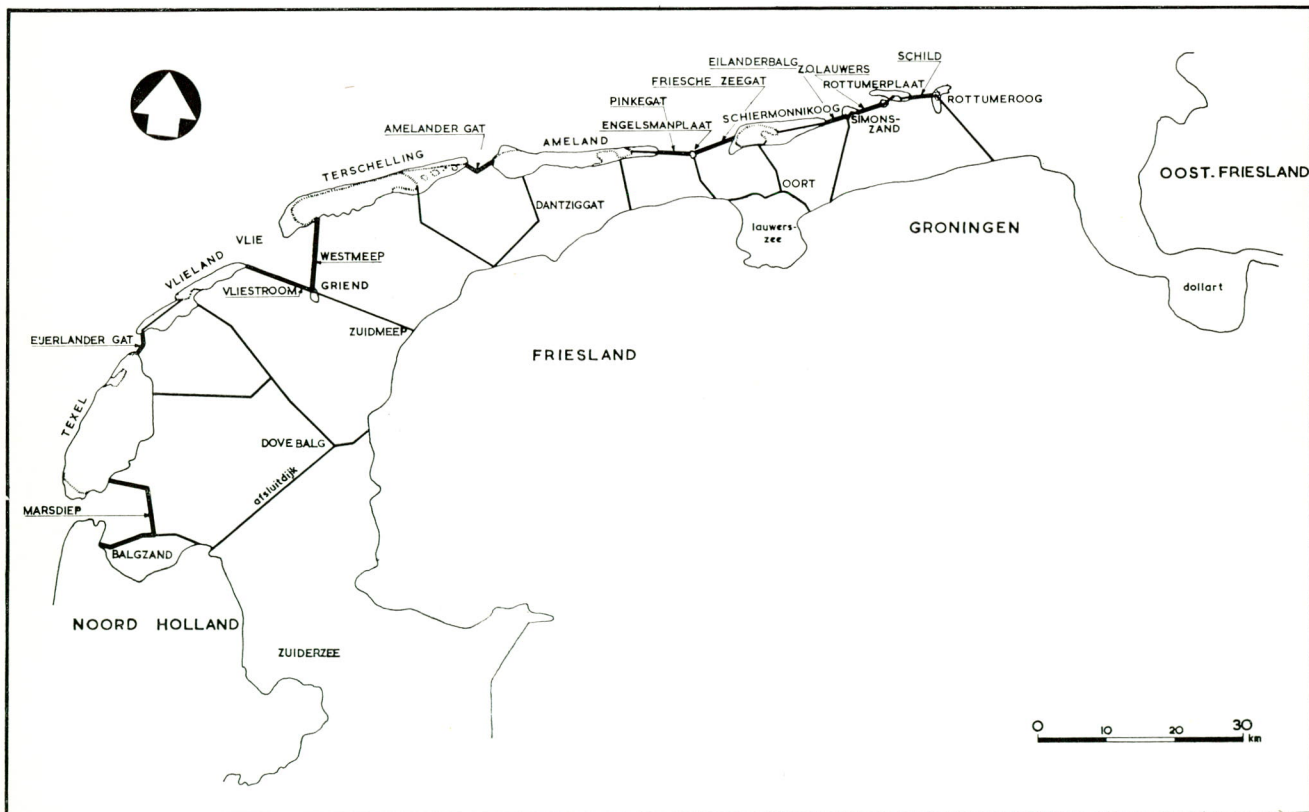 SCHILD
EILANDERBALG
Z.O.LAUWERS
FRIESCHE ZEEGAT
ROTTUMERPLAAT
PINKEGAT
ROTTUMEROOG
SCHIERMONNIKOOG
SIMONS-
ZAND
AMELANDER GAT
ENGELSMANPLAAT
AMELAND
TERSCHELLING
OOST. FRIESLAND
OORT
DANTZIGGAT
lauwers-
zee
GRONINGEN
VLIE
WESTMEEP
VLIELAND
VLIESTROOM
GRIEND
dollart
ZUIDMEEP
EIJERLANDER GAT
FRIESLAND
TEXEL
DOVE BALG
afsluitdijk
MARSDIEP
BALGZAND
NOORD HOLLAND
ZUIDERZEE
0 10 20 30
km